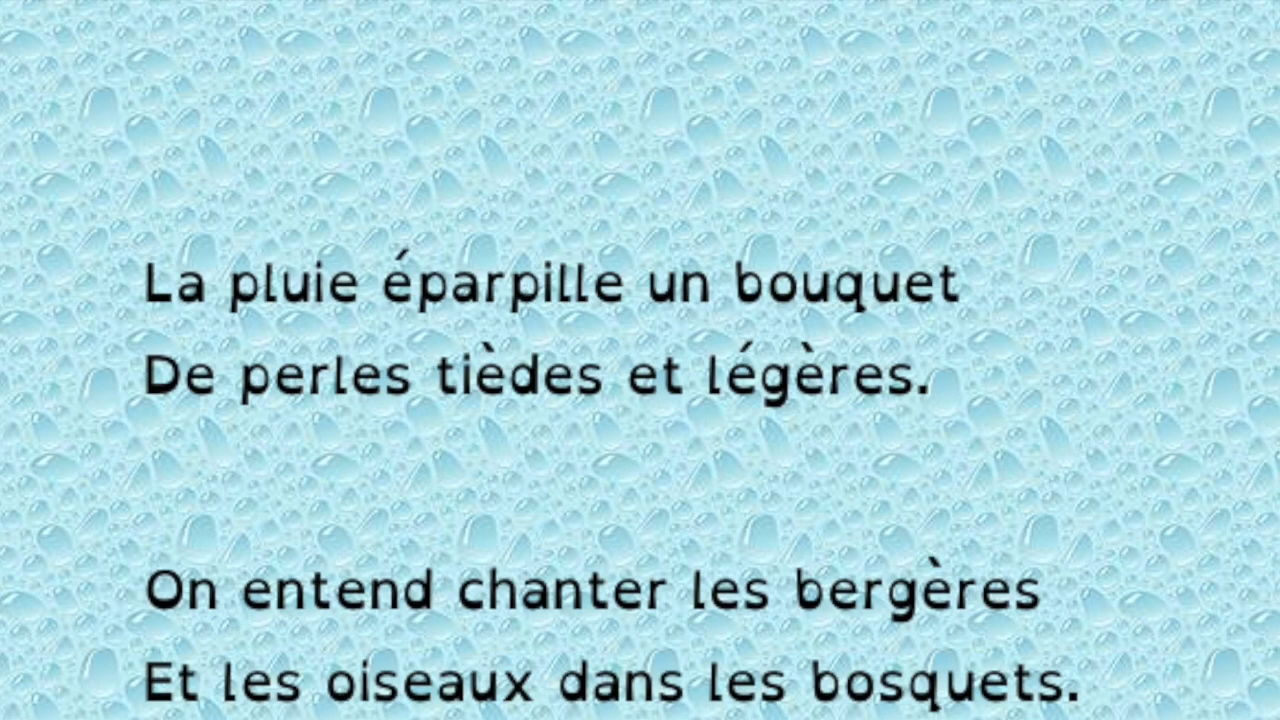 La pluie éparpille un bouquet
De perles tièdes et légères.
On entend chanter les bergères
Et les oiseaux dans les bosquets.